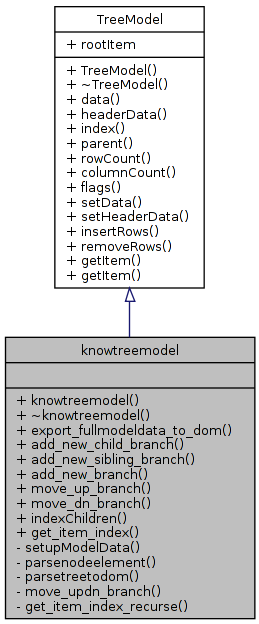 TreeModel
+ rootItem
+ TreeModel()
+ ~TreeModel()
+ data()
+ headerData()
+ index()
+ parent()
+ rowCount()
+ columnCount()
+ flags()
+ setData()
+ setHeaderData()
+ insertRows()
+ removeRows()
+ getItem()
+ getItem()
knowtreemodel
+ knowtreemodel()
+ ~knowtreemodel()
+ export_fullmodeldata_to_dom()
+ add_new_child_branch()
+ add_new_sibling_branch()
+ add_new_branch()
+ move_up_branch()
+ move_dn_branch()
+ indexChildren()
+ get_item_index()
- setupModelData()
- parsenodeelement()
- parsetreetodom()
- move_updn_branch()
- get_item_index_recurse()